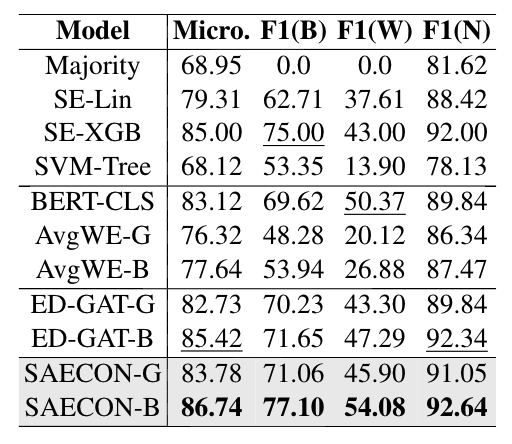 Model Micro. F1(B) F1(W) F1(N)
Majority 68.95 0.0 0.0 81.62
SE-Lin 79.31 62.71 37.61 88.42
SE-XGB 85.00 75.00 43.00 92.00
SVM-Tree 68.12 53.35 13.90 78.13
BERT-CLS 83.12 69.62 50.37 89.84
AvgWE-G 76.32 48.28 20.12 86.34
AvgWE-B 77.64 53.94 26.88 87.47
ED-GAT-G 82.73 70.23 43.30 89.84
ED-GAT-B 85.42 71.65 47.29 92.34
SAECON-G 83.78 71.06 45.90 91.05
SAECON-B 86.74 77.10 54.08 92.64